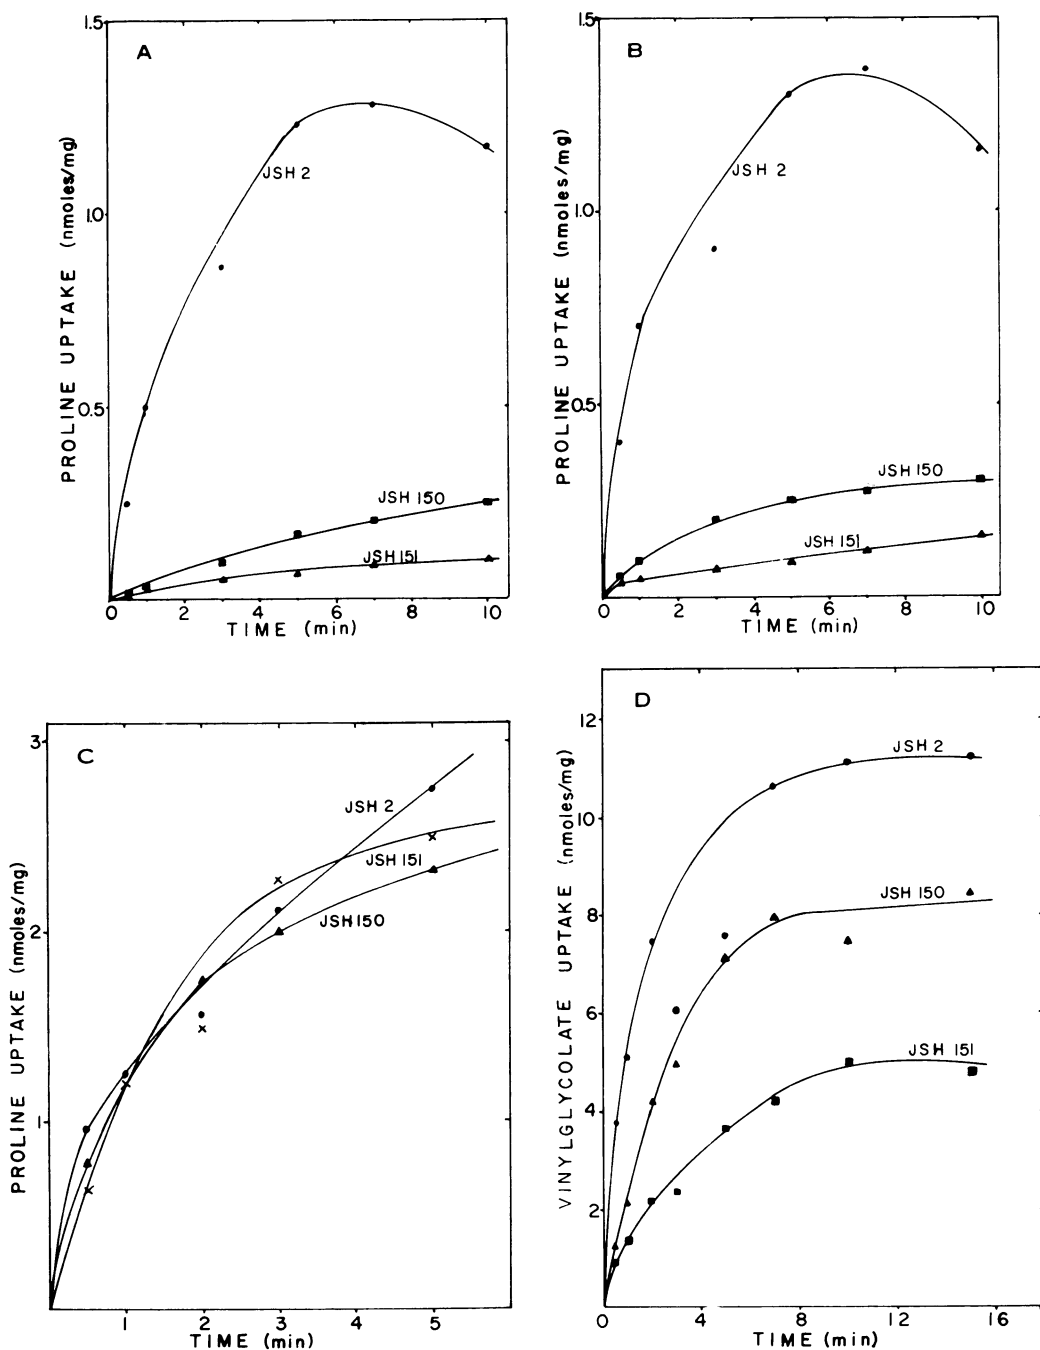 A
1.5
1.0
0.5
PROLINE UPTAKE (nmoles/mg)
JSH 2
JSH 150
JSH 151
0 2 4 6 8 10
TIME (min)
B
1.5
1.0
0.5
PROLINE UPTAKE (nmoles/mg)
JSH 2
JSH 150
JSH 151
0 2 4 6 8 10
TIME (min)
C
3
2
1
PROLINE UPTAKE (nmoles/mg)
JSH 2
JSH 151
JSH 150
1 2 3 4 5
TIME (min)
D
12
10
8
6
4
2
VINYLGLYCOLATE UPTAKE (nmoles/mg)
JSH 2
JSH 150
JSH 151
0 4 8 12 16
TIME (min)